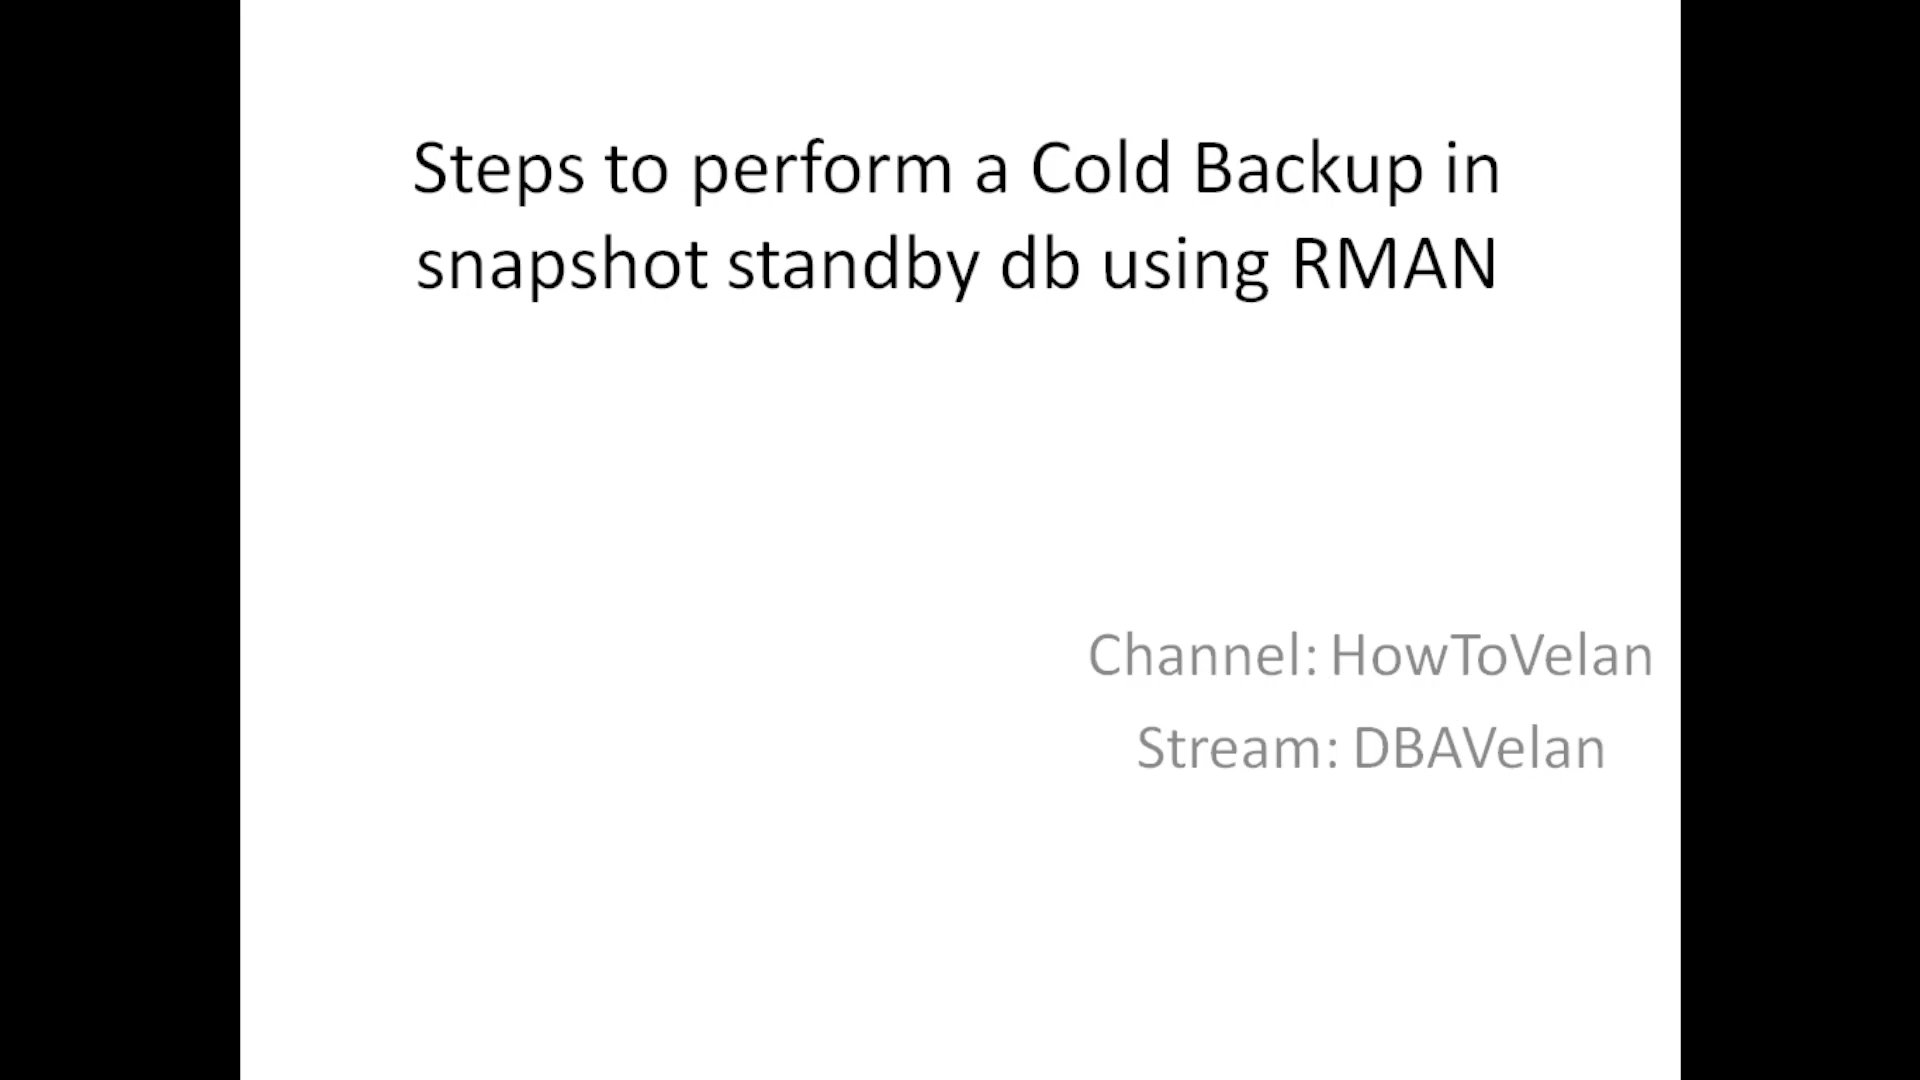 Steps to perform a Cold Backup in
snapshot standby db using RMAN
Channel: HowToVelan
Stream: DBAVelan